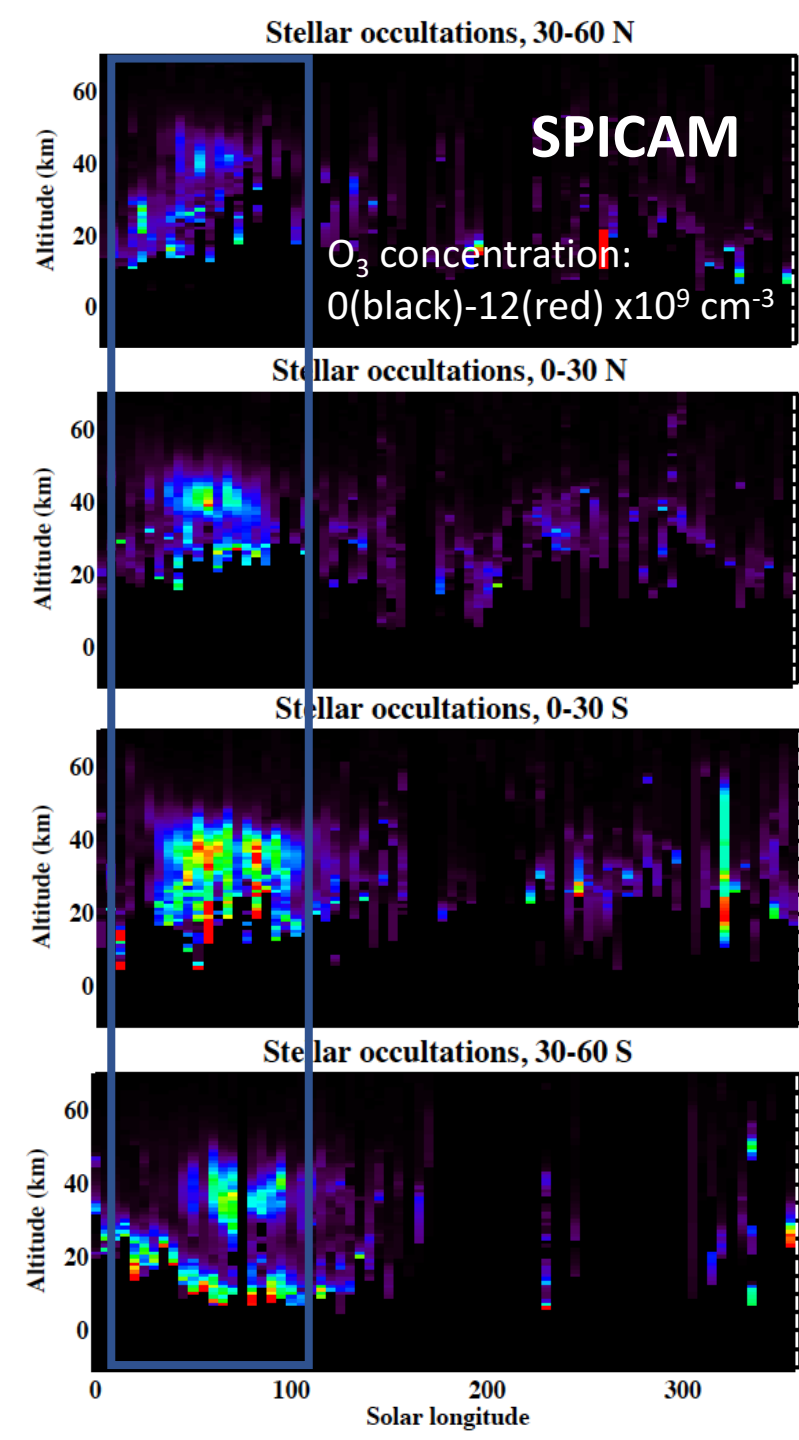 Stellar occultations, 30-60 N
60
40
20
0
Altitude (km)
SPICAM
O₃ concentration:
0(black)-12(red) x10⁹ cm⁻³
Stellar occultations, 0-30 N
60
40
20
0
Altitude (km)
Stellar occultations, 0-30 S
60
40
20
0
Altitude (km)
Stellar occultations, 30-60 S
60
40
20
0
Altitude (km)
0 100 200 300
Solar longitude